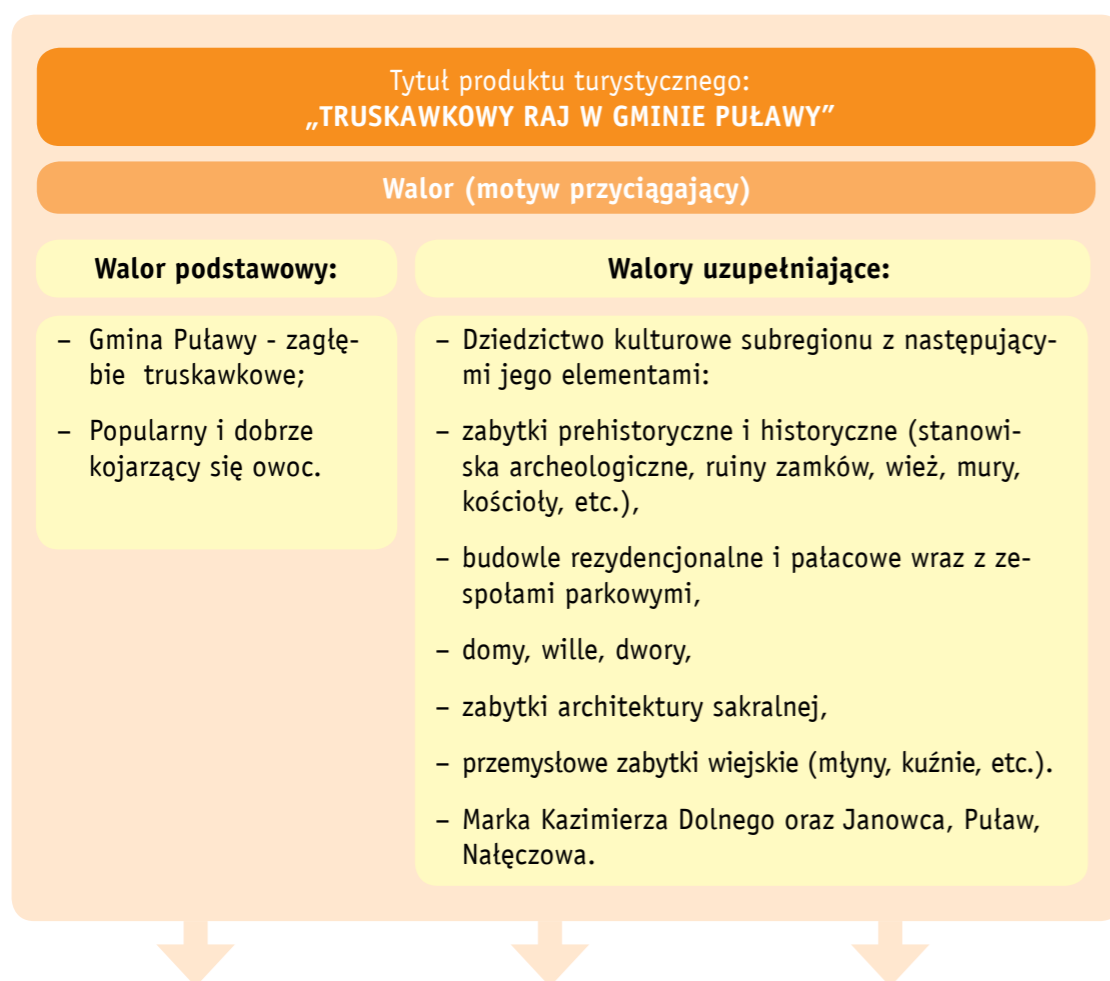 Tytuł produktu turystycznego:
„TRUSKAWKOWY RAJ W GMINIE PUŁAWY”
Walor (motyw przyciągający)
Walor podstawowy:
– Gmina Puławy - zagłę-
bie truskawkowe;
– Popularny i dobrze
kojarzący się owoc.
Walory uzupełniające:
– Dziedzictwo kulturowe subregionu z następujący-
mi jego elementami:
– zabytki prehistoryczne i historyczne (stanowi-
ska archeologiczne, ruiny zamków, wież, mury,
kościoły, etc.),
– budowle rezydencjonalne i pałacowe wraz z ze-
społami parkowymi,
– domy, wille, dwory,
– zabytki architektury sakralnej,
– przemysłowe zabytki wiejskie (młyny, kuźnie, etc.).
– Marka Kazimierza Dolnego oraz Janowca, Puław,
Nałęczowa.